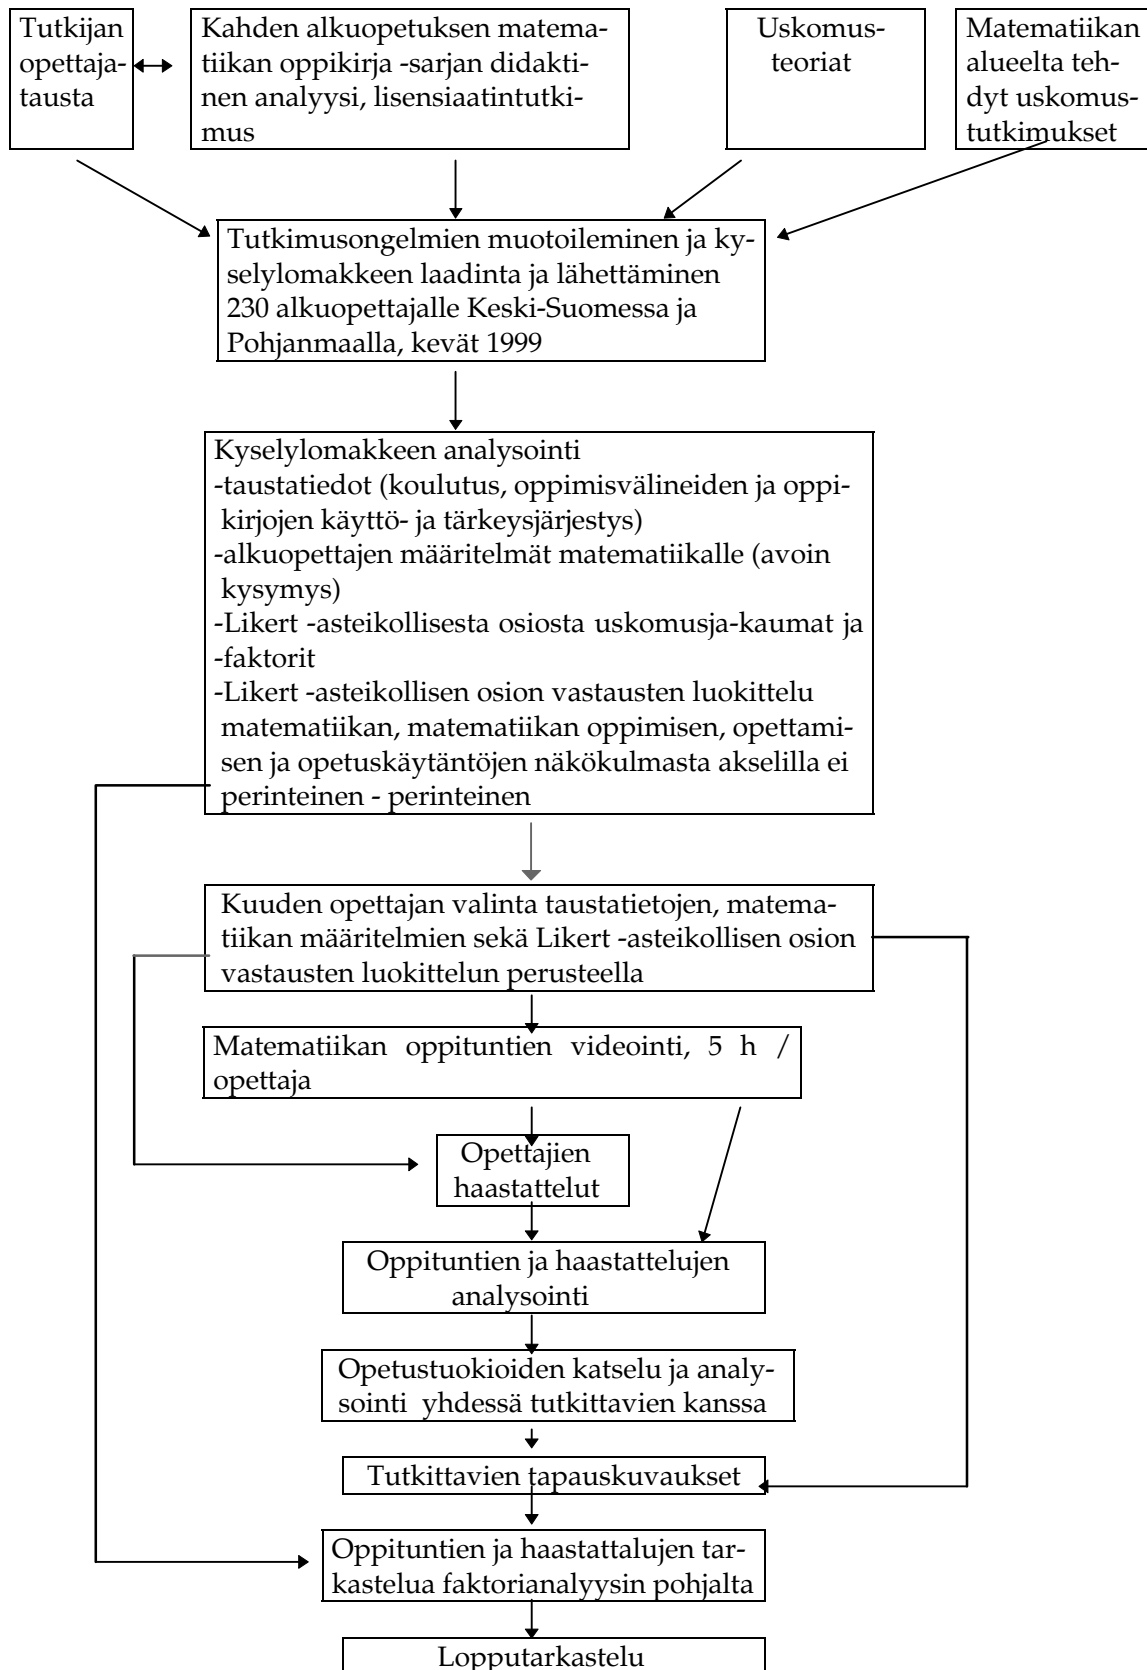 Tutkijan
opettaja-
tausta
Kahden alkuopetuksen matema-
tiikan oppikirja -sarjan didakti-
nen analyysi, lisensiaatintutki-
mus
Uskomus-
teoriat
Matematiikan
alueelta teh-
dyt uskomus-
tutkimukset
Tutkimusongelmien muotoileminen ja ky-
selylomakkeen laadinta ja lähettäminen
230 alkuopettajalle Keski-Suomessa ja
Pohjanmaalla, kevät 1999
Kyselylomakkeen analysointi
-taustatiedot (koulutus, oppimisvälineiden ja oppi-
kirjojen käyttö- ja tärkeysjärjestys)
-alkuopettajen määritelmät matematiikalle (avoin
kysymys)
-Likert -asteikollisesta osiosta uskomusja-kaumat ja
-faktorit
-Likert -asteikollisen osion vastausten luokittelu
matematiikan, matematiikan oppimisen, opettami-
sen ja opetuskäytäntöjen näkökulmasta akselilla ei
perinteinen - perinteinen
Kuuden opettajan valinta taustatietojen, matema-
tiikan määritelmien sekä Likert -asteikollisen osion
vastausten luokittelun perusteella
Matematiikan oppituntien videointi, 5 h /
opettaja
Opettajien
haastattelut
Oppituntien ja haastattelujen
analysointi
Opetustuokioiden katselu ja analy-
sointi yhdessä tutkittavien kanssa
Tutkittavien tapauskuvaukset
Oppituntien ja haastattalujen tar-
kastelua faktorianalyysin pohjalta
Lopputarkastelu